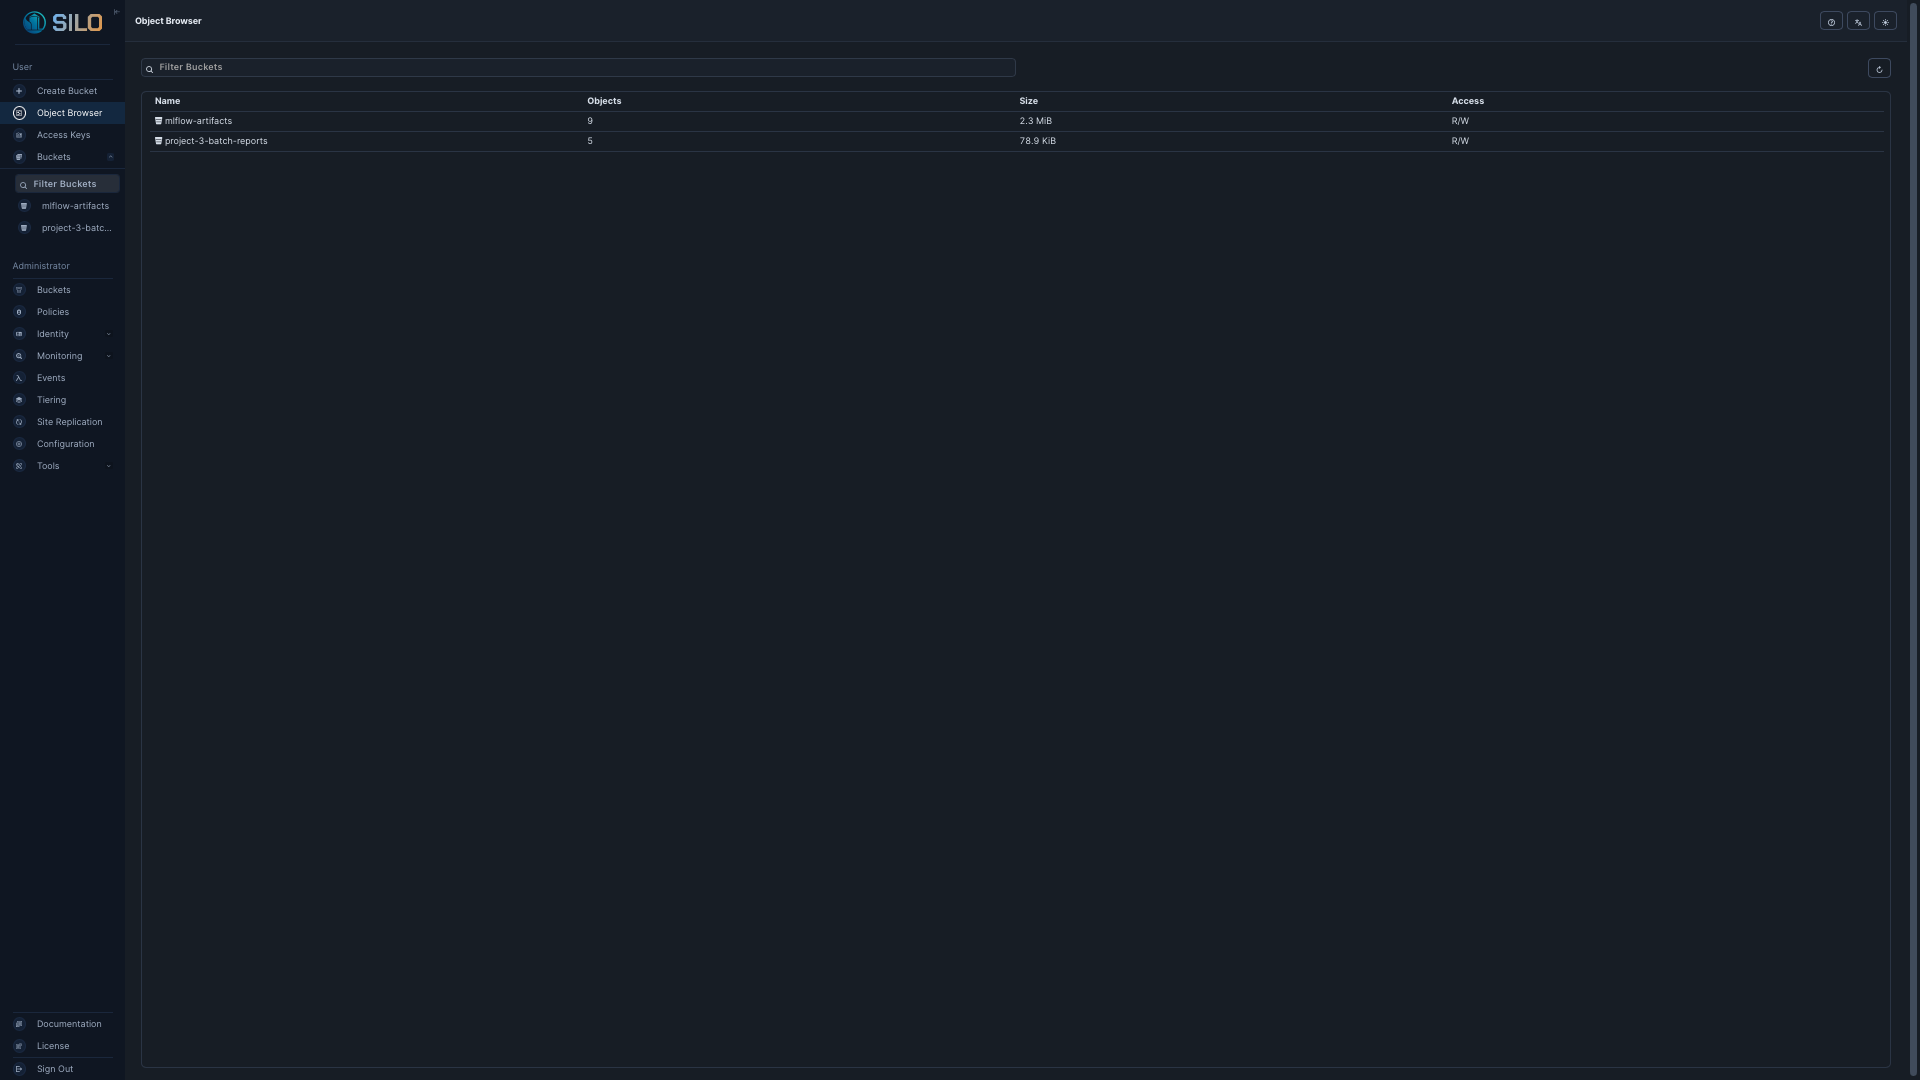 SILO
Object Browser
User
Create Bucket
Object Browser
Access Keys
Buckets
Filter Buckets
mlflow-artifacts
project-3-batc...
Administrator
Buckets
Policies
Identity
Monitoring
Events
Tiering
Site Replication
Configuration
Tools
Documentation
License
Sign Out
Filter Buckets
Name Objects Size Access
mlflow-artifacts 9 2.3 MiB R/W
project-3-batch-reports 5 78.9 KiB R/W